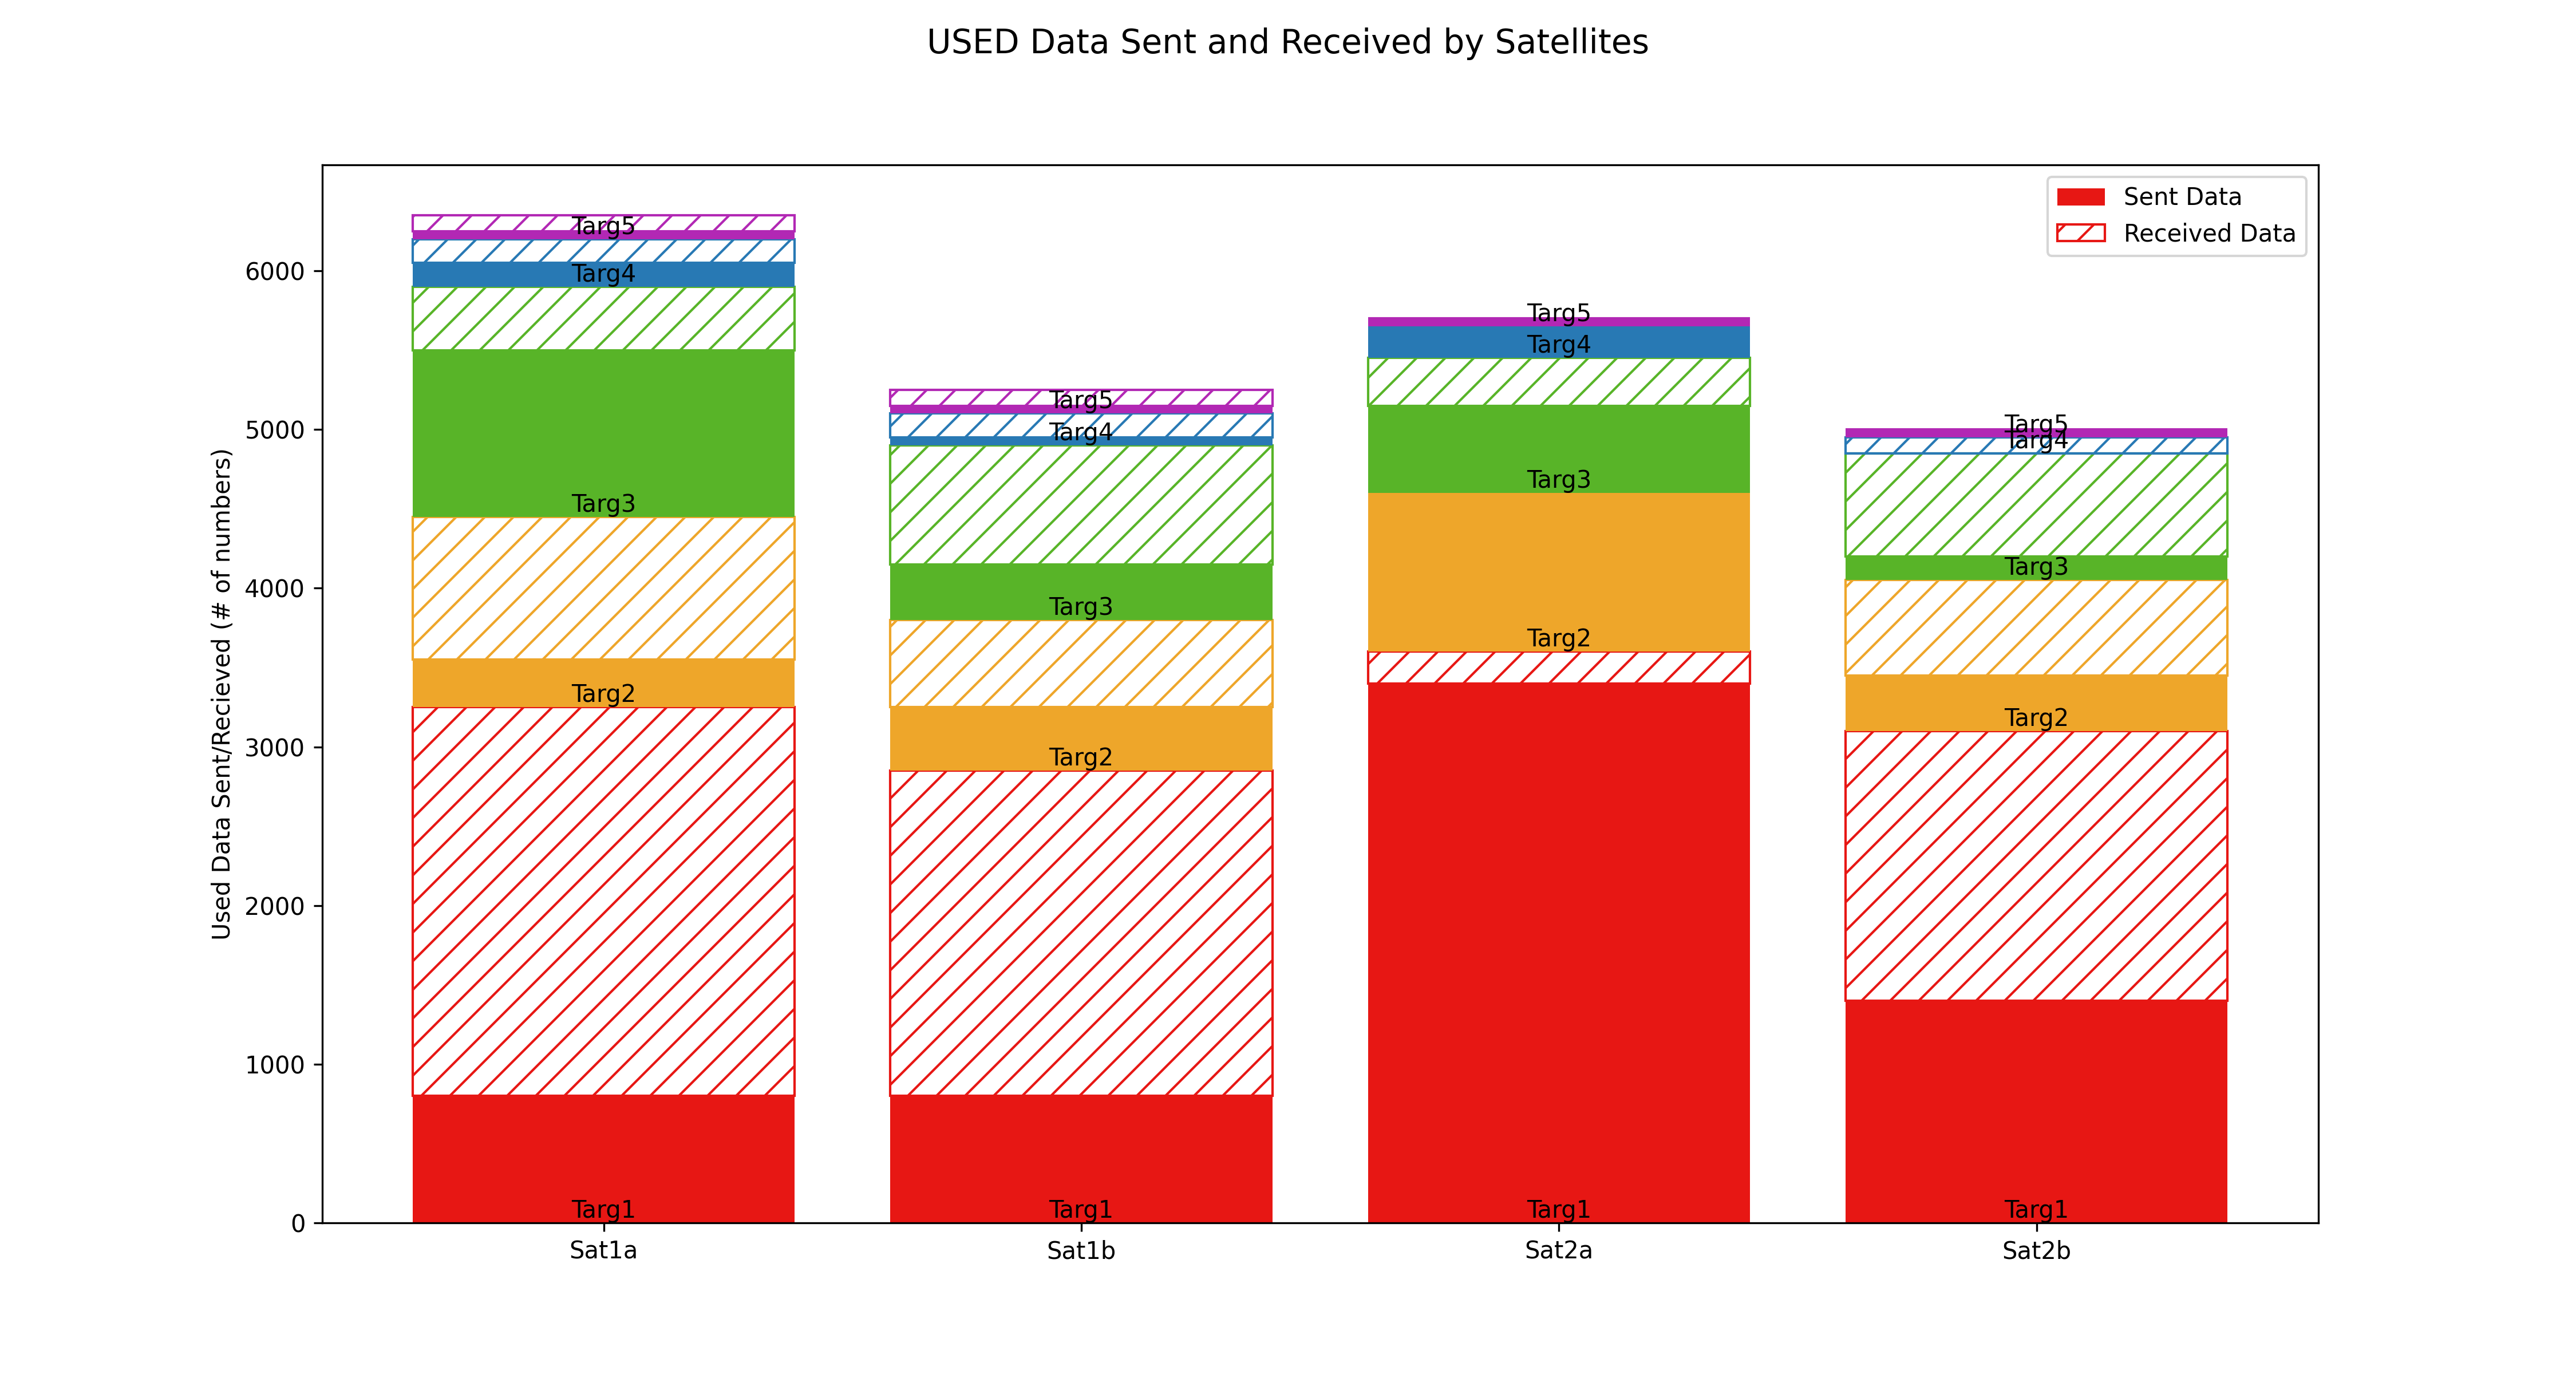 USED Data Sent and Received by Satellites
Sent Data
Received Data
Used Data Sent/Recieved (# of numbers)
6000
5000
4000
3000
2000
1000
0
Targ5
Targ4
Targ3
Targ2
Targ1
Targ5
Targ4
Targ3
Targ2
Targ1
Targ5
Targ4
Targ3
Targ2
Targ1
Targ5
Targ4
Targ3
Targ2
Targ1
Sat1a
Sat1b
Sat2a
Sat2b